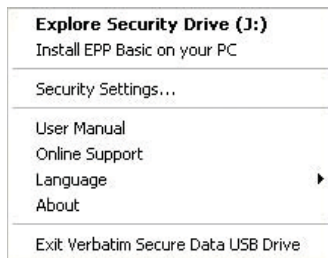 Explore Security Drive (J:)
Install EPP Basic on your PC
Security Settings...
User Manual
Online Support
Language
About
Exit Verbatim Secure Data USB Drive